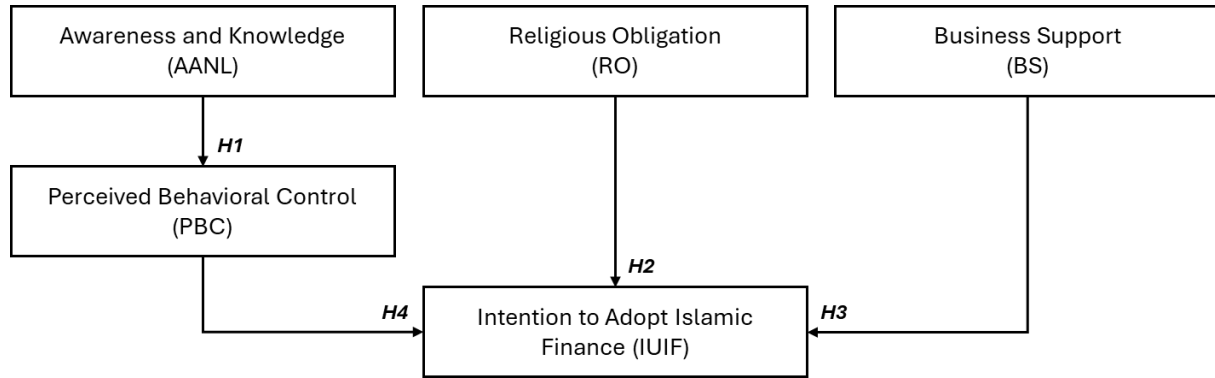 Awareness and Knowledge
(AANL)
Religious Obligation
(RO)
Business Support
(BS)
H1
Perceived Behavioral Control
(PBC)
H2
H4
H3
Intention to Adopt Islamic
Finance (IUIF)